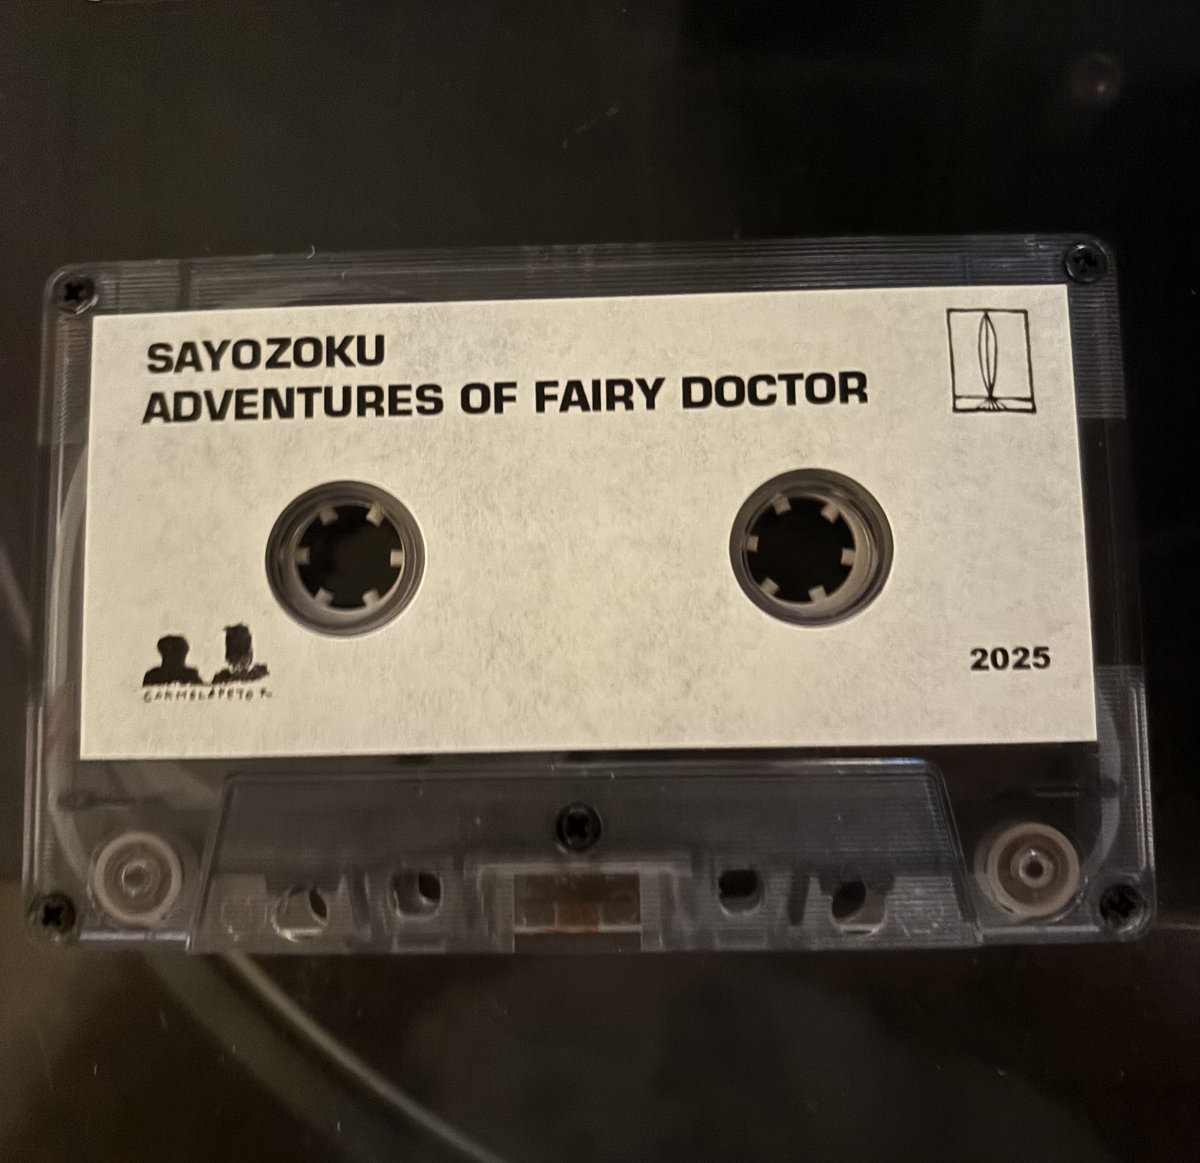 SAYOZOKU
ADVENTURES OF FAIRY DOCTOR
2025